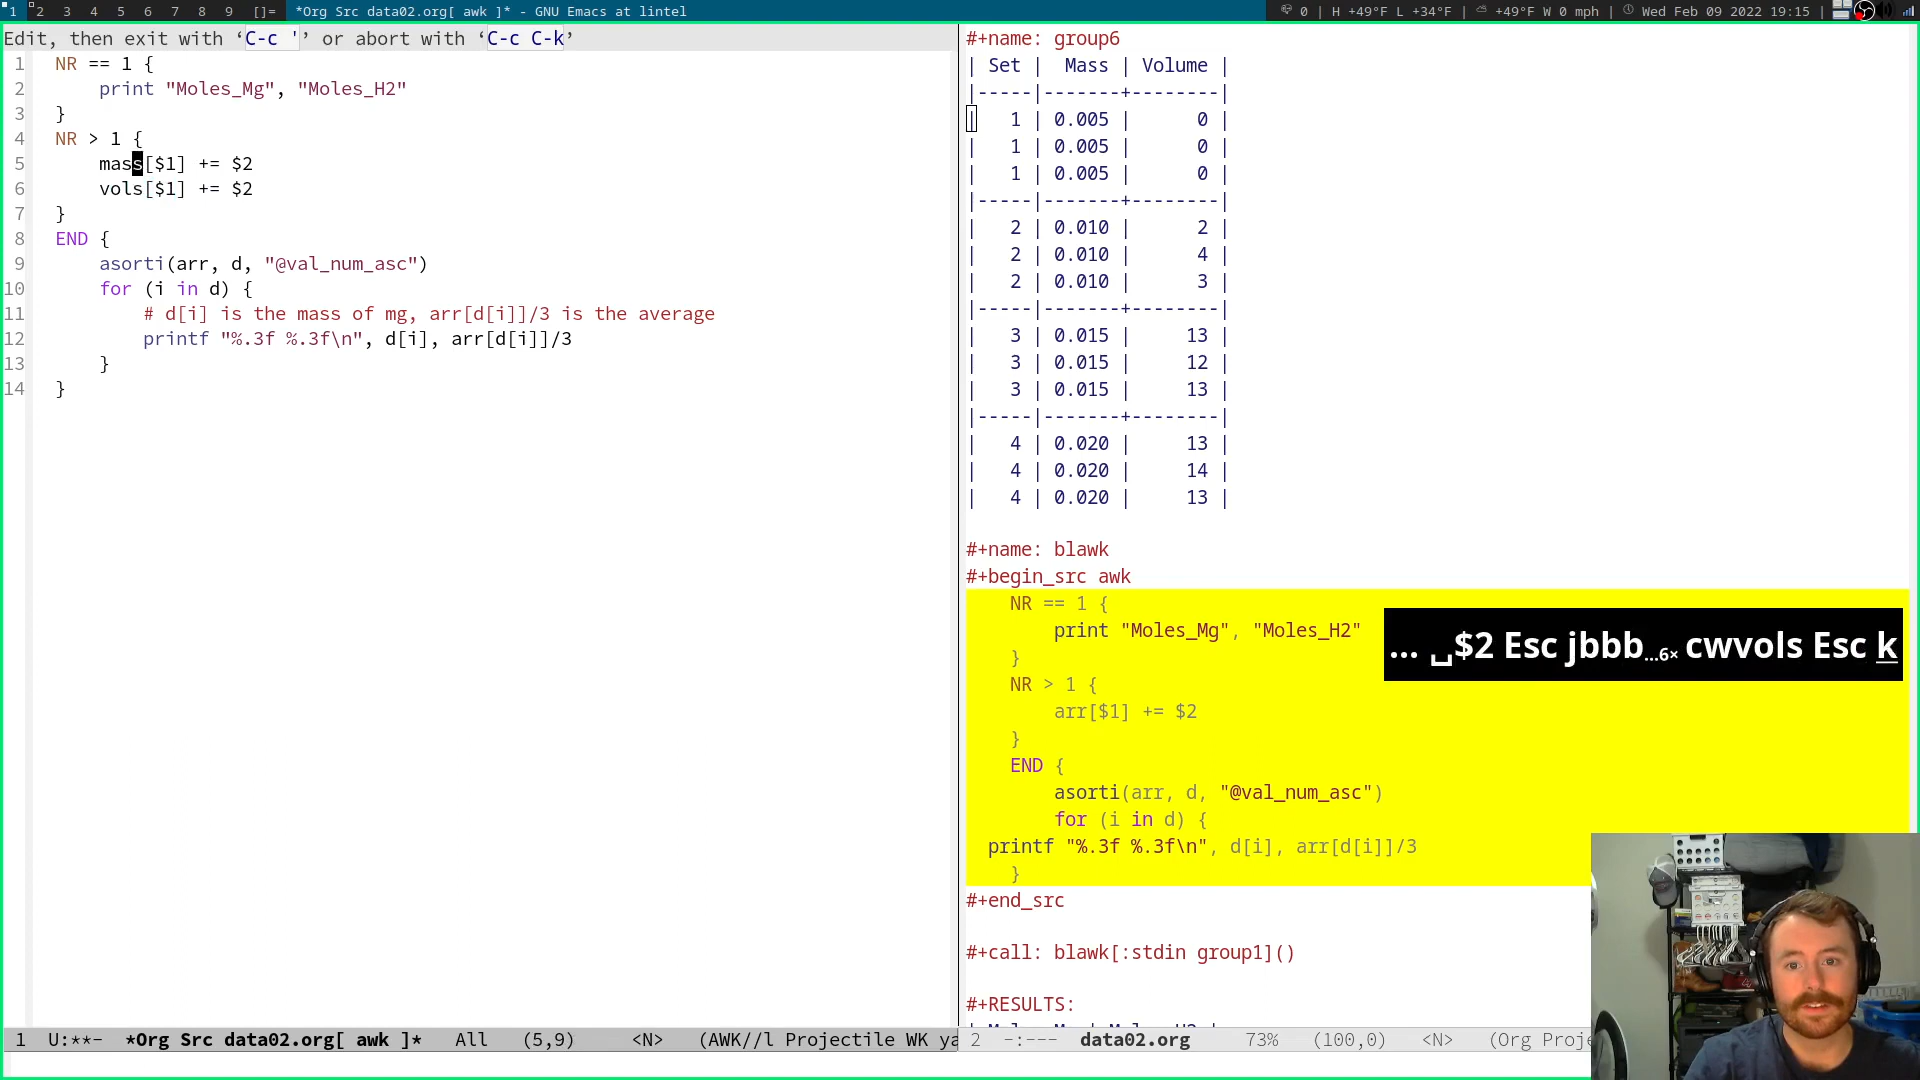 1 2 3 4 5 6 7 8 9 []= *Org Src data02.org[ awk ]* - GNU Emacs at lintel
0 | H +49°F L +34°F | +49°F W 0 mph | Wed Feb 09 2022 19:15 |
Edit, then exit with ‘C-c '’ or abort with ‘C-c C-k’
1 NR == 1 {
2 print "Moles_Mg", "Moles_H2"
3 }
4 NR > 1 {
5 mass[$1] += $2
6 vols[$1] += $2
7 }
8 END {
9 asorti(arr, d, "@val_num_asc")
10 for (i in d) {
11 # d[i] is the mass of mg, arr[d[i]]/3 is the average
12 printf "%.3f %.3f\n", d[i], arr[d[i]]/3
13 }
14 }
1 U:**- *Org Src data02.org[ awk ]* All (5,9) <N> (AWK//l Projectile WK ya
#+name: group6
| Set | Mass | Volume |
|-----|-------+--------|
| 1 | 0.005 | 0 |
| 1 | 0.005 | 0 |
| 1 | 0.005 | 0 |
|-----|-------+--------|
| 2 | 0.010 | 2 |
| 2 | 0.010 | 4 |
| 2 | 0.010 | 3 |
|-----|-------+--------|
| 3 | 0.015 | 13 |
| 3 | 0.015 | 12 |
| 3 | 0.015 | 13 |
|-----|-------+--------|
| 4 | 0.020 | 13 |
| 4 | 0.020 | 14 |
| 4 | 0.020 | 13 |
#+name: blawk
#+begin_src awk
NR == 1 {
print "Moles_Mg", "Moles_H2"
}
NR > 1 {
arr[$1] += $2
}
END {
asorti(arr, d, "@val_num_asc")
for (i in d) {
printf "%.3f %.3f\n", d[i], arr[d[i]]/3
}
#+end_src
#+call: blawk[:stdin group1]()
#+RESULTS:
2 -:--- data02.org 73% (100,0) <N> (Org Proje
... ␣$2 Esc jbbb...6× cwvols Esc k